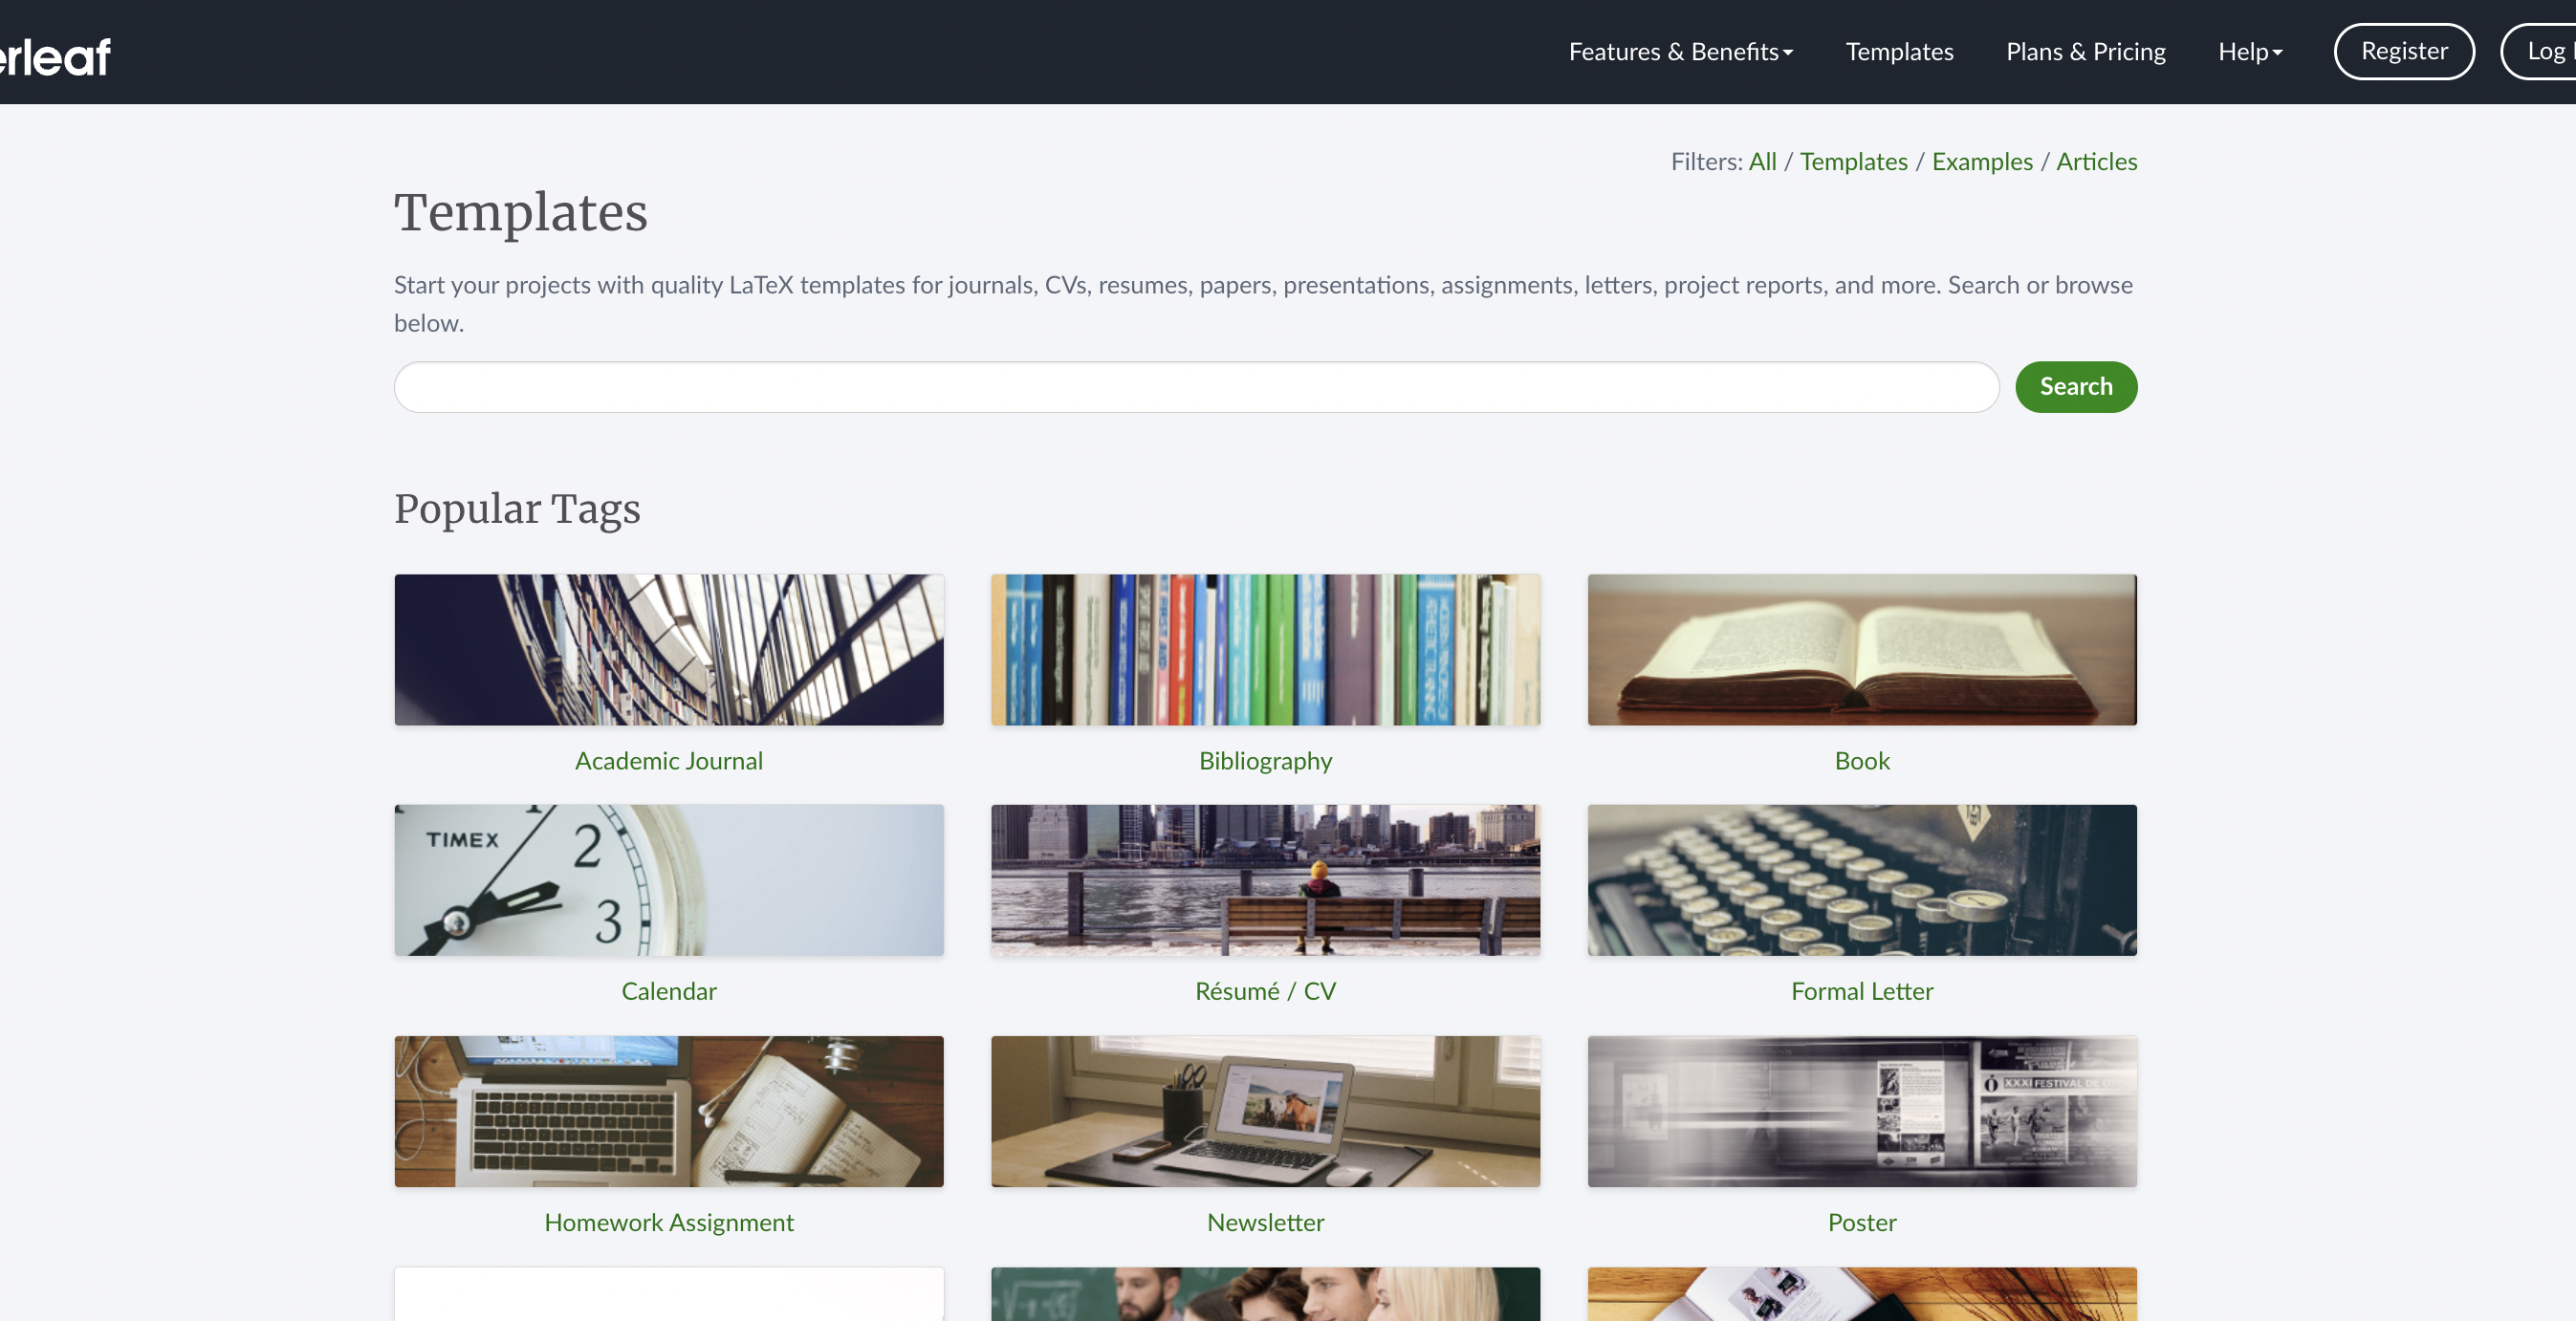 erleaf
Features & Benefits Templates Plans & Pricing Help Register Log
Filters: All / Templates / Examples / Articles
Templates
Start your projects with quality LaTeX templates for journals, CVs, resumes, papers, presentations, assignments, letters, project reports, and more. Search or browse
below.
Search
Popular Tags
Academic Journal Bibliography Book
TIMEX
2
3
Calendar Résumé / CV Formal Letter
XXXI FESTIVAL DE
Homework Assignment Newsletter Poster